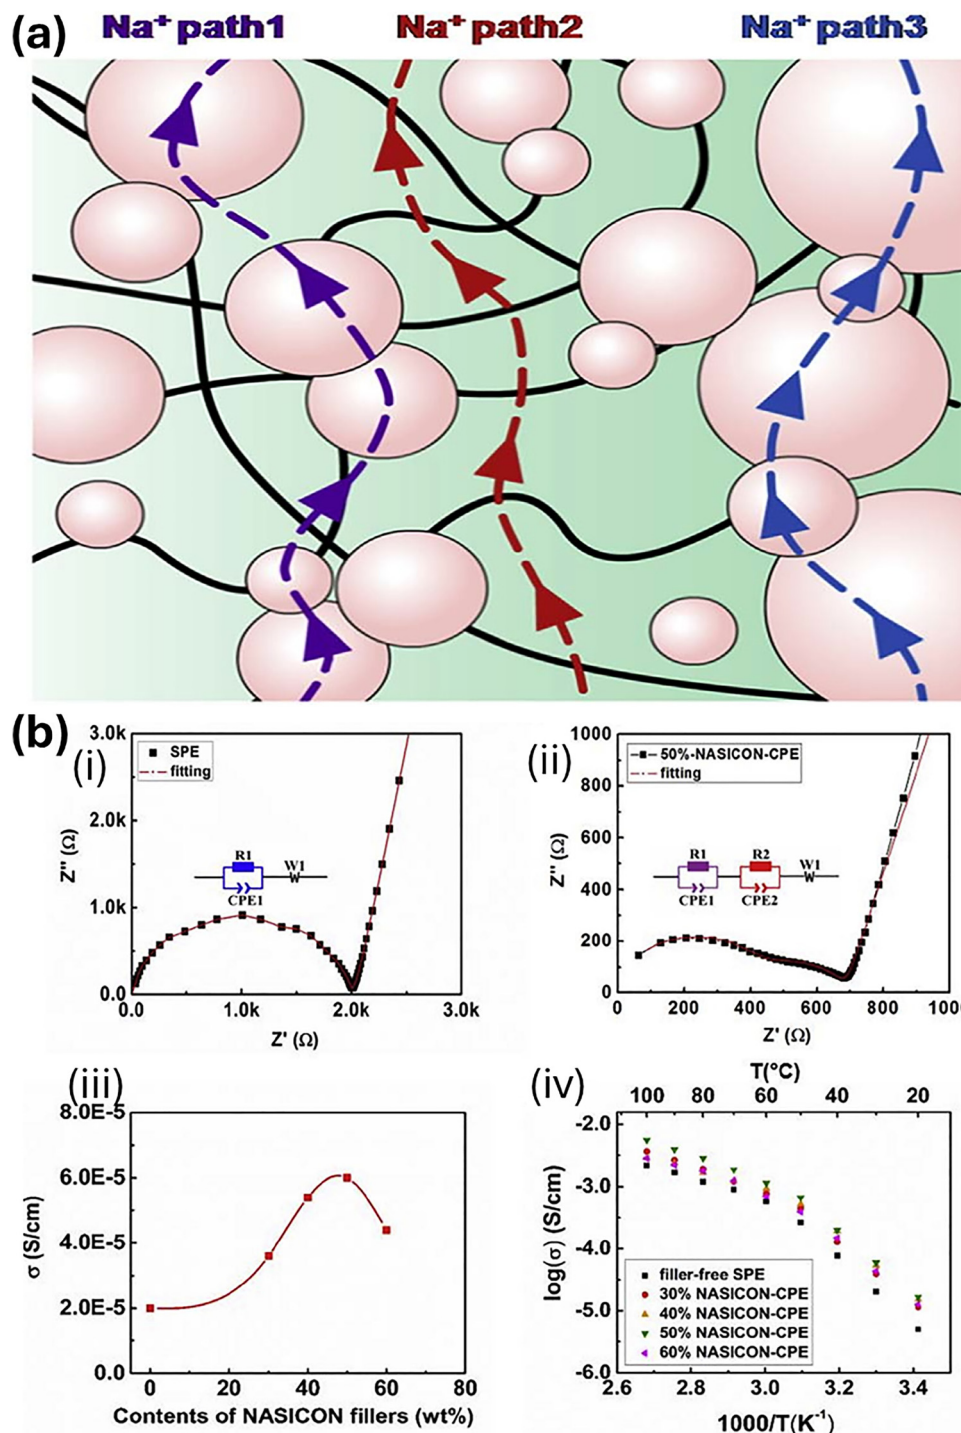 (a)
Na⁺ path1 Na⁺ path2 Na⁺ path3
(b)
(i)
3.0k
2.0k
1.0k
0.0
0.0 1.0k 2.0k 3.0k
Z'' (Ω)
Z' (Ω)
SPE
fitting
R1
W1
CPE1
(ii)
1000
800
600
400
200
0
0 200 400 600 800 1000
Z'' (Ω)
Z' (Ω)
50%-NASICON-CPE
fitting
R1 R2 W1
CPE1 CPE2
(iii)
8.0E-5
6.0E-5
4.0E-5
2.0E-5
0.0
0 20 40 60 80
σ (S/cm)
Contents of NASICON fillers (wt%)
(iv)
T(°C)
100 80 60 40 20
-2.0
-3.0
-4.0
-5.0
-6.0
2.6 2.8 3.0 3.2 3.4
log(σ) (S/cm)
1000/T(K⁻¹)
filler-free SPE
30% NASICON-CPE
40% NASICON-CPE
50% NASICON-CPE
60% NASICON-CPE